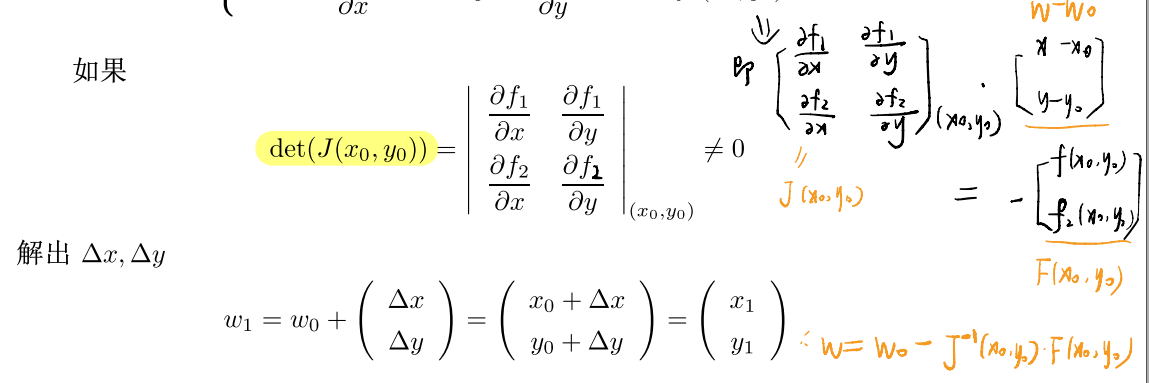 ∂x ∂y
如果
det(J(x₀, y₀)) = | ∂f₁/∂x ∂f₁/∂y ; ∂f₂/∂x ∂f₂/∂y |(x₀,y₀) ≠ 0
⇓
即 [ ∂f₁/∂x ∂f₁/∂y ; ∂f₂/∂x ∂f₂/∂y ](x₀,y₀) · [ x-x₀ ; y-y₀ ]
W-W₀
= - [ f(x₀,y₀) ; f₂(x₀,y₀) ]
= J(x₀,y₀)
F(x₀,y₀)
解出 Δx, Δy
w₁ = w₀ + ( Δx ; Δy ) = ( x₀ + Δx ; y₀ + Δy ) = ( x₁ ; y₁ )
∴ W = W₀ - J⁻¹(x₀,y₀)·F(x₀,y₀)